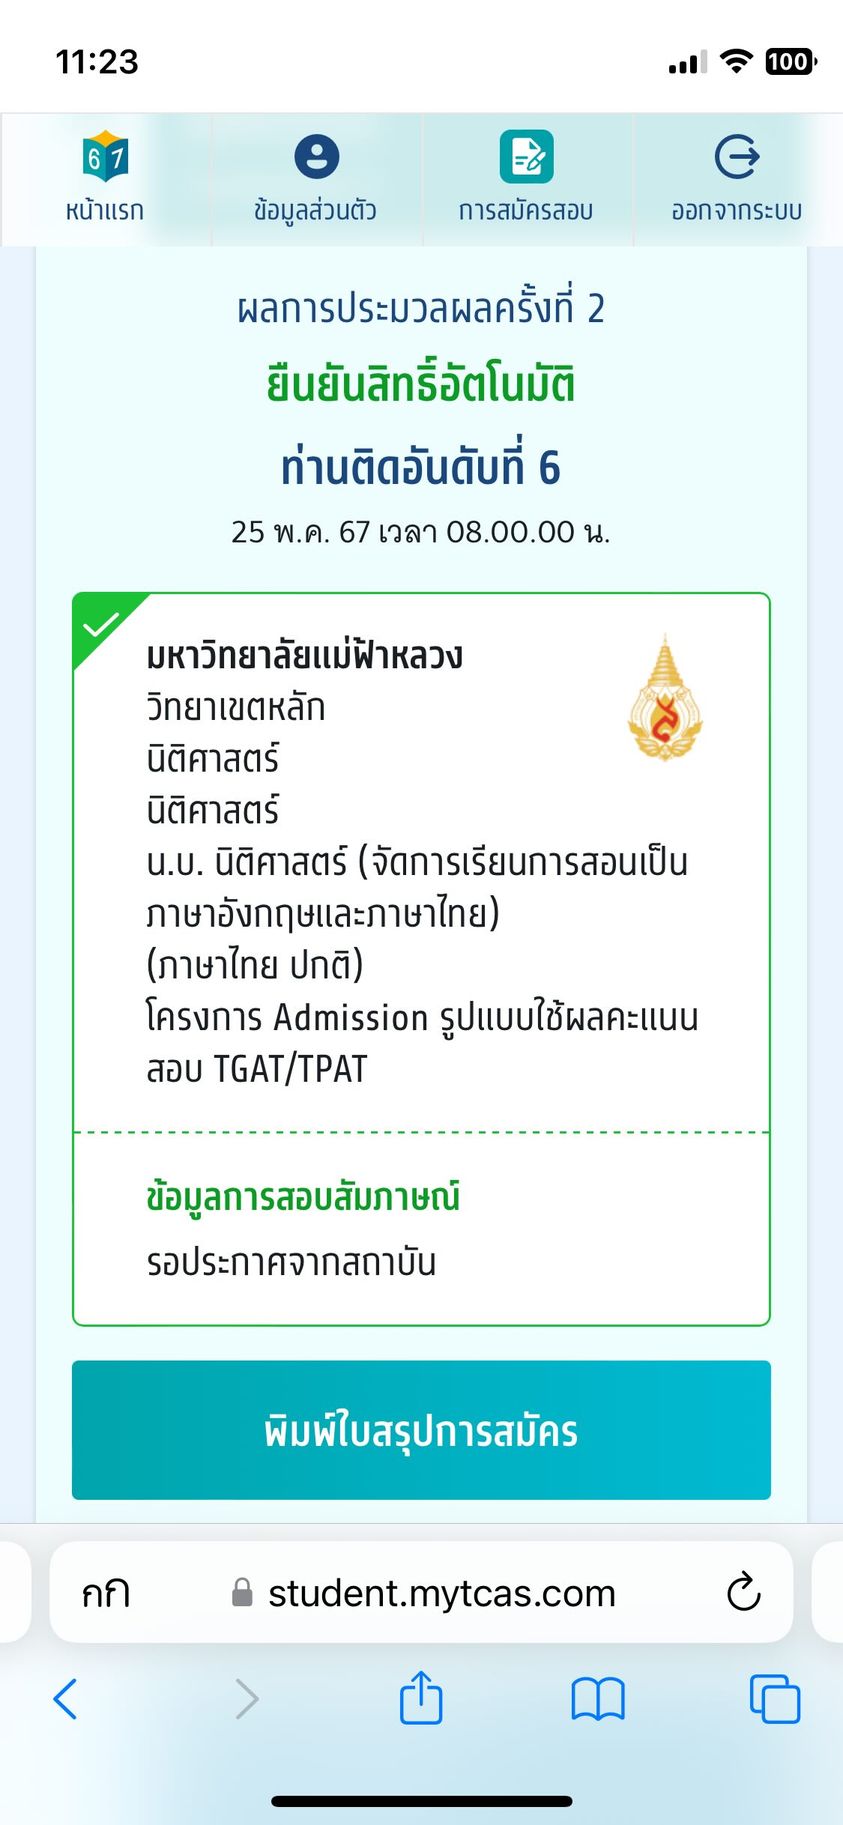 11:23
100
67
หน้าแรก
ข้อมูลส่วนตัว
การสมัครสอบ
ออกจากระบบ
ผลการประมวลผลครั้งที่ 2
ยืนยันสิทธิ์อัตโนมัติ
ท่านติดอันดับที่ 6
25 พ.ค. 67 เวลา 08.00.00 น.
มหาวิทยาลัยแม่ฟ้าหลวง
วิทยาเขตหลัก
นิติศาสตร์
นิติศาสตร์
น.บ. นิติศาสตร์ (จัดการเรียนการสอนเป็น
ภาษาอังกฤษและภาษาไทย)
(ภาษาไทย ปกติ)
โครงการ Admission รูปแบบใช้ผลคะแนน
สอบ TGAT/TPAT
ข้อมูลการสอบสัมภาษณ์
รอประกาศจากสถาบัน
พิมพ์ใบสรุปการสมัคร
กก student.mytcas.com